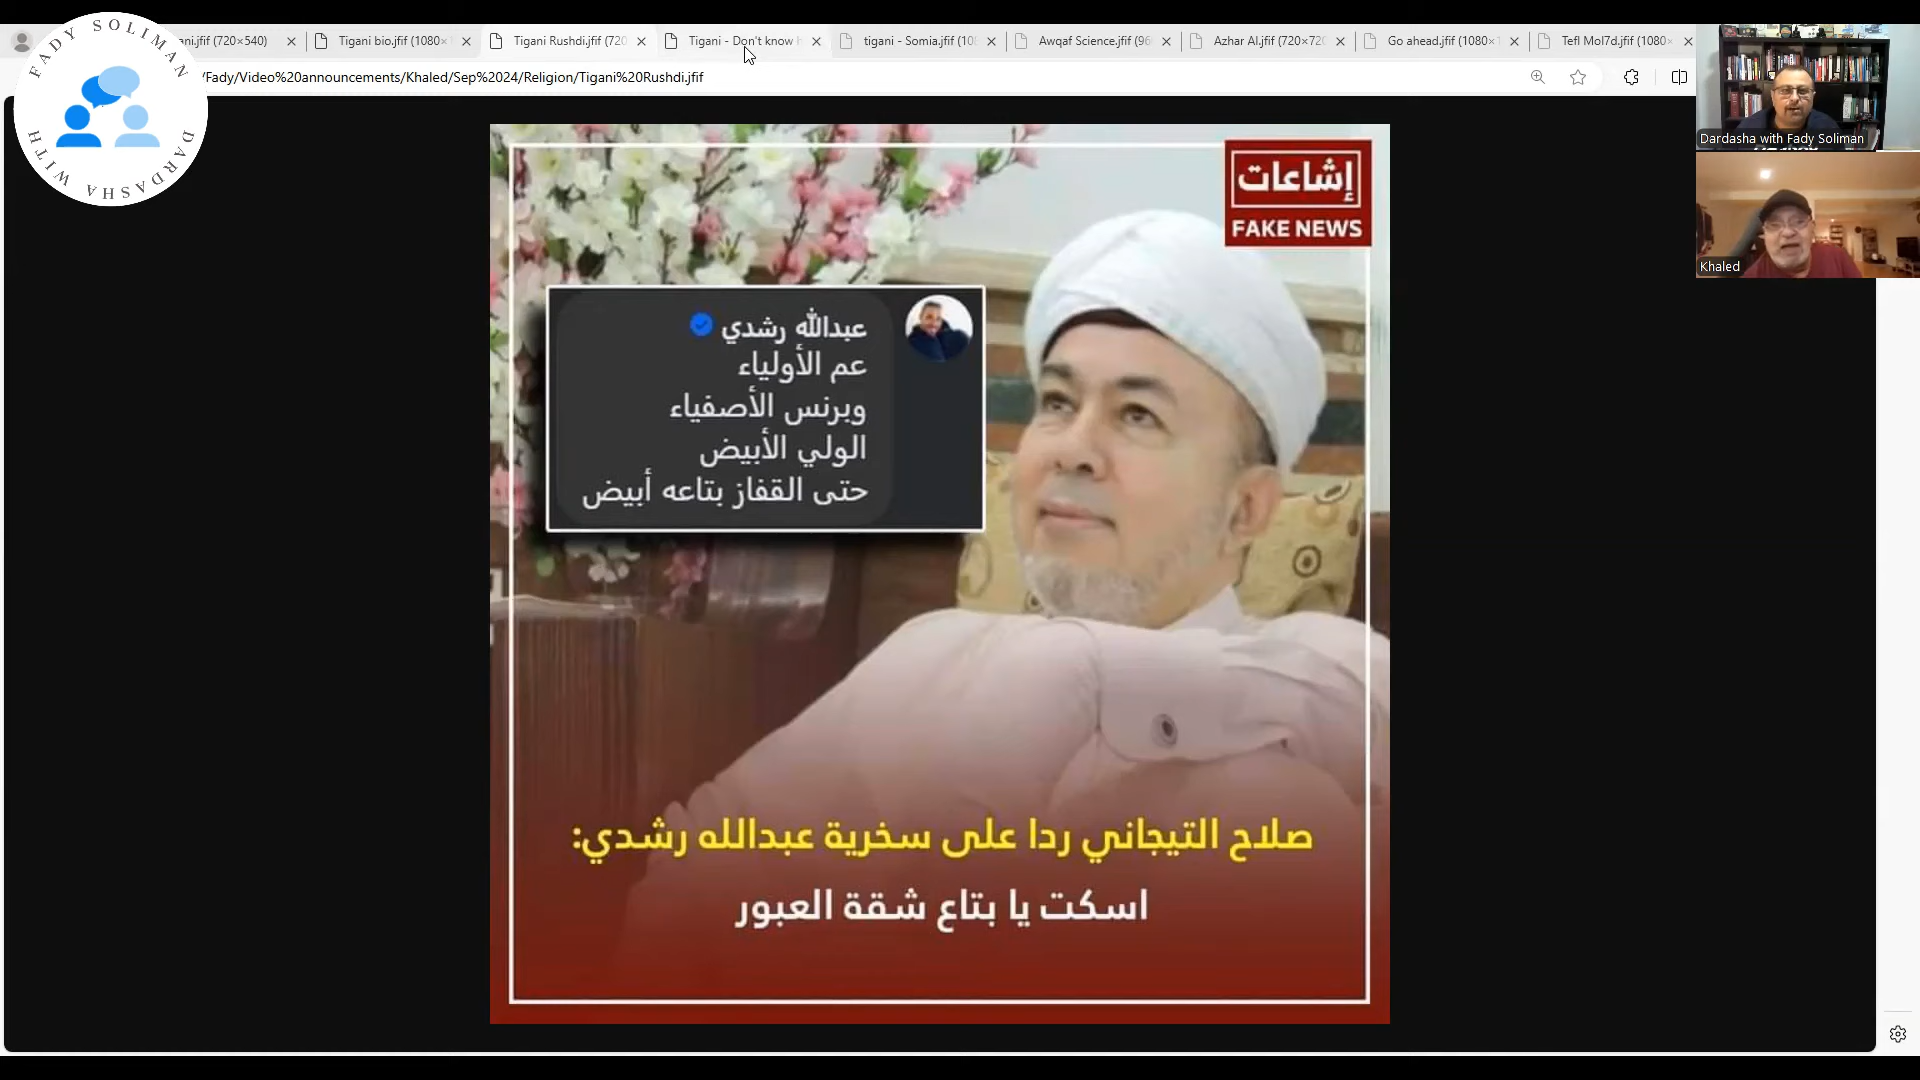 FADY SOLIMAN
DARDASHA WITH
ani.jfif (720×540)
Tigani bio.jfif (1080×
Tigani Rushdi.jfif (720
Tigani - Don't know h
tigani - Somia.jfif (10
Awqaf Science.jfif (96
Azhar AI.jfif (720×72
Go ahead.jfif (1080×1
Tefl Mol7d.jfif (1080×
/Fady/Video%20announcements/Khaled/Sep%2024/Religion/Tigani%20Rushdi.jfif
Dardasha with Fady Soliman
Khaled
إشاعات
FAKE NEWS
عبدالله رشدي
عم الأولياء
وبرنس الأصفياء
الولي الأبيض
حتى القفاز بتاعه أبيض
صلاح التيجاني ردا على سخرية عبدالله رشدي:
اسكت يا بتاع شقة العبور